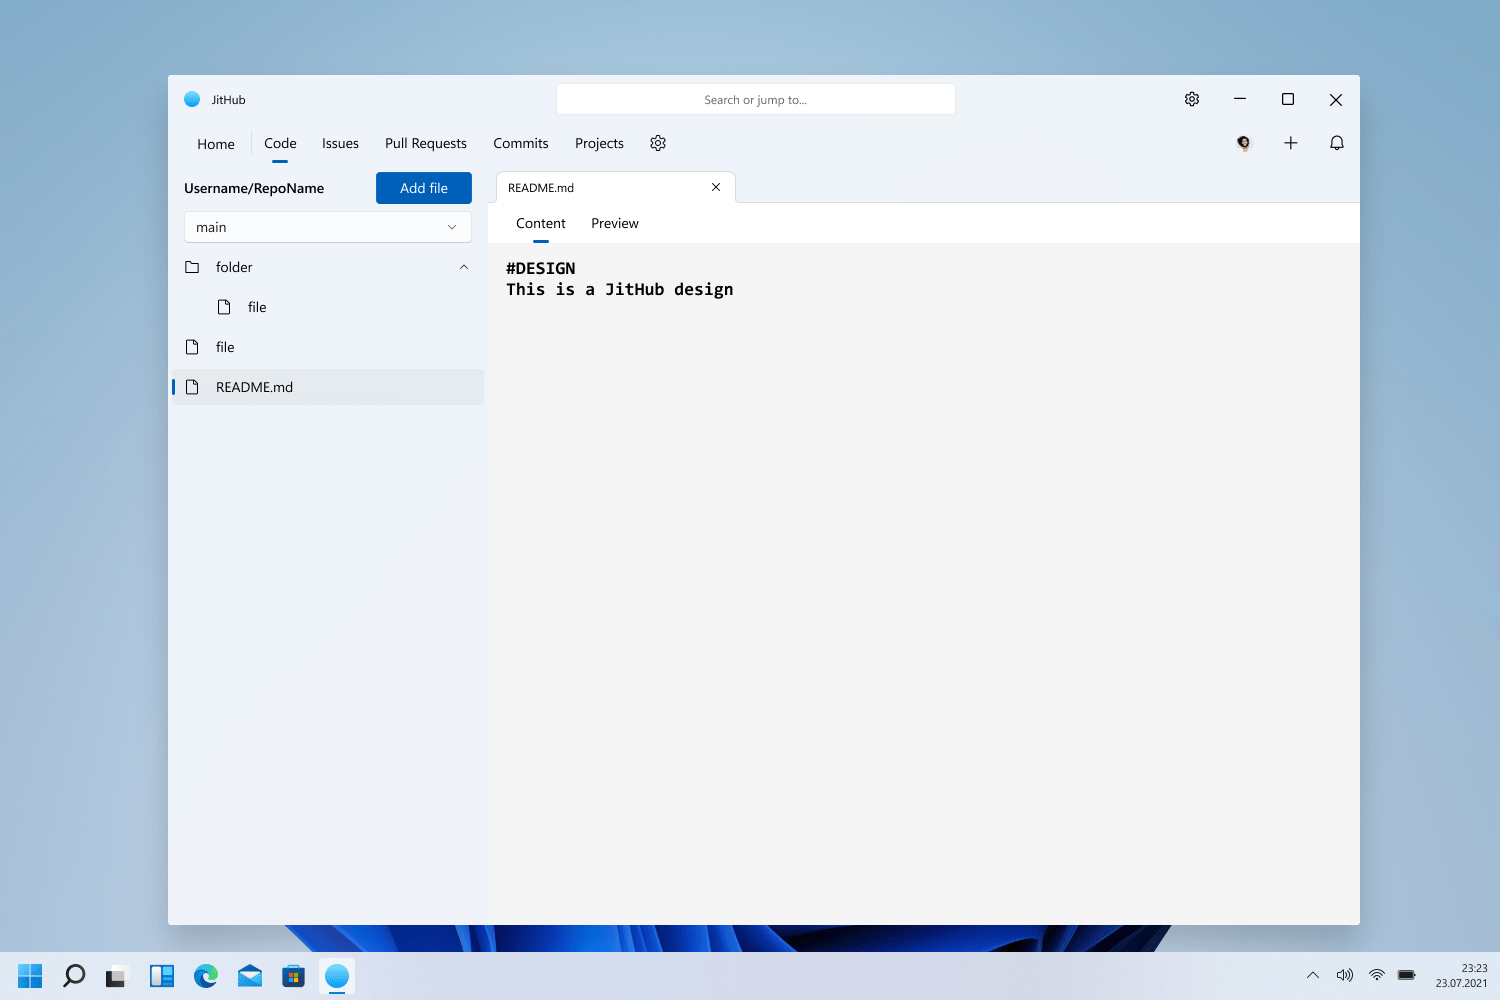 JitHub
Search or jump to...
Home
Code
Issues
Pull Requests
Commits
Projects
Username/RepoName
Add file
README.md
main
Content
Preview
folder
file
file
README.md
#DESIGN
This is a JitHub design
23:23
23.07.2021